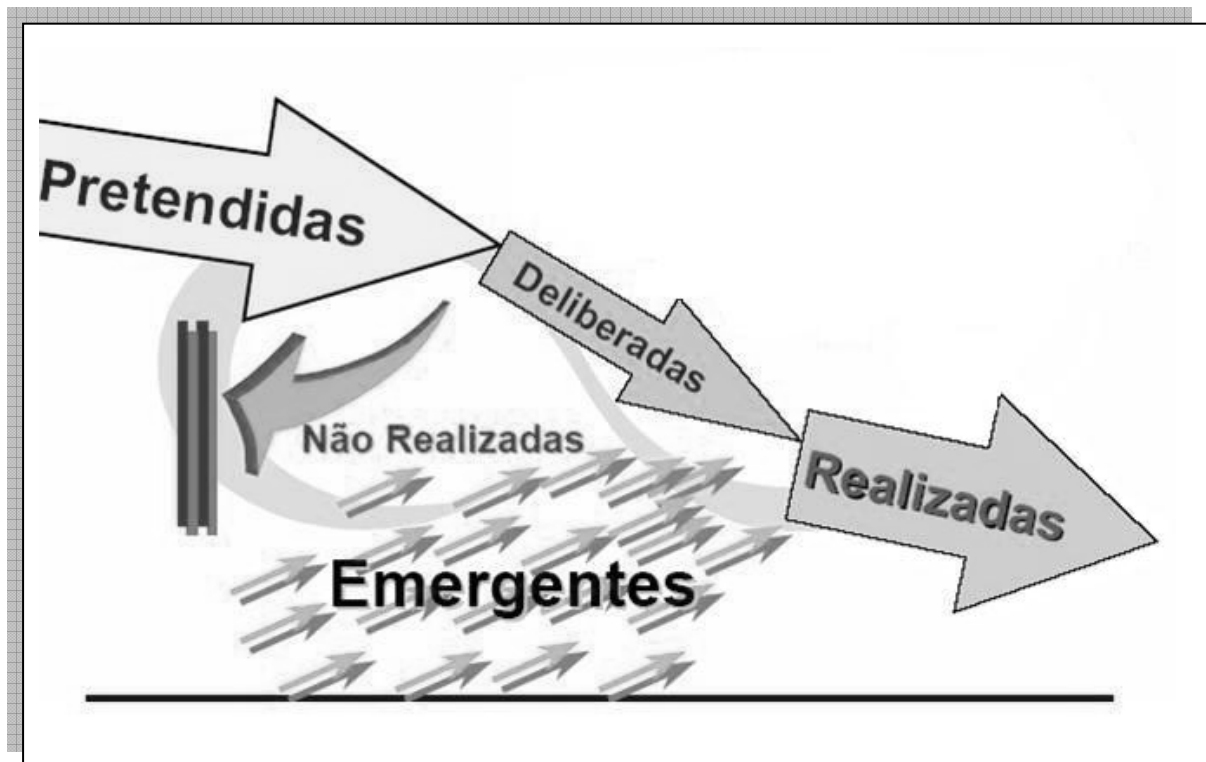 Pretendidas
Deliberadas
Não Realizadas
Realizadas
Emergentes